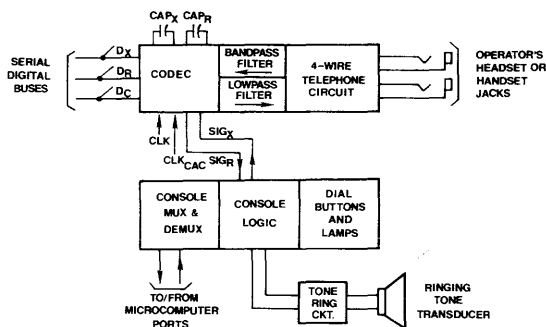 CAPX CAPR
SERIAL
DIGITAL
BUSES
DX
DR
DC
CODEC
BANDPASS
FILTER
LOWPASS
FILTER
4-WIRE
TELEPHONE
CIRCUIT
OPERATOR'S
HEADSET OR
HANDSET
JACKS
CLK
CLKCAC
SIGX
SIGR
CONSOLE
MUX &
DEMUX
CONSOLE
LOGIC
DIAL
BUTTONS
AND
LAMPS
TO/FROM
MICROCOMPUTER
PORTS
TONE
RING
CKT.
RINGING
TONE
TRANSDUCER